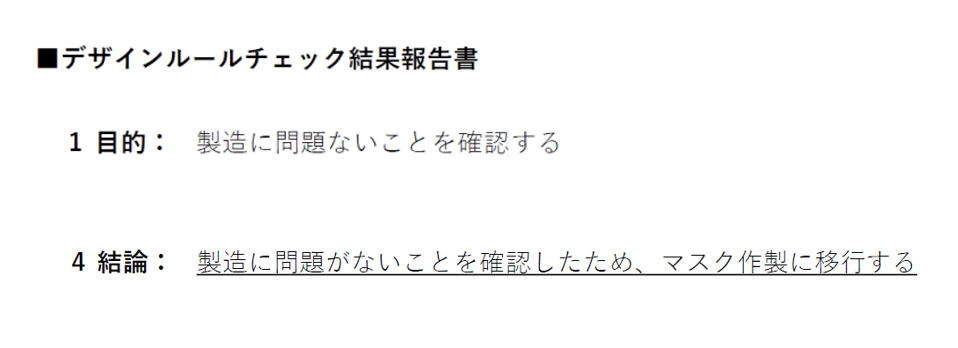 ■デザインルールチェック結果報告書
1 目的： 製造に問題ないことを確認する
4 結論： 製造に問題がないことを確認したため、マスク作製に移行する